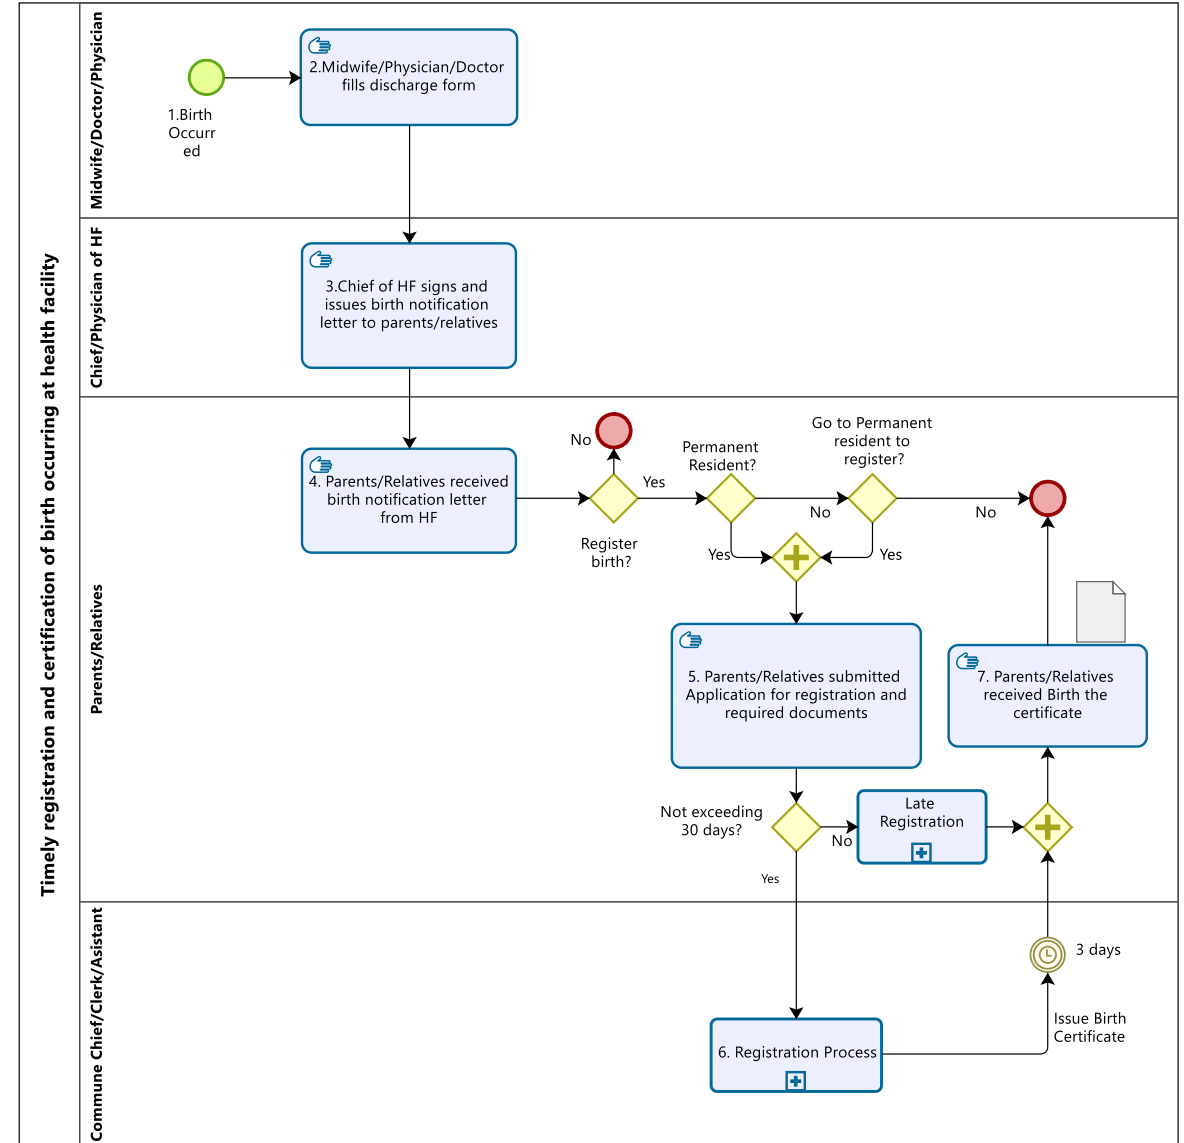 Timely registration and certification of birth occurring at health facility
Midwife/Doctor/Physician
1.Birth
Occurr
ed
2.Midwife/Physician/Doctor
fills discharge form
Chief/Physician of HF
3.Chief of HF signs and
issues birth notification
letter to parents/relatives
Parents/Relatives
4. Parents/Relatives received
birth notification letter
from HF
No
Yes
Register
birth?
Permanent
Resident?
No
Yes
Go to Permanent
resident to
register?
No
Yes
5. Parents/Relatives submitted
Application for registration and
required documents
7. Parents/Relatives
received Birth the
certificate
Not exceeding
30 days?
No
Yes
Late
Registration
Commune Chief/Clerk/Asistant
3 days
Issue Birth
Certificate
6. Registration Process